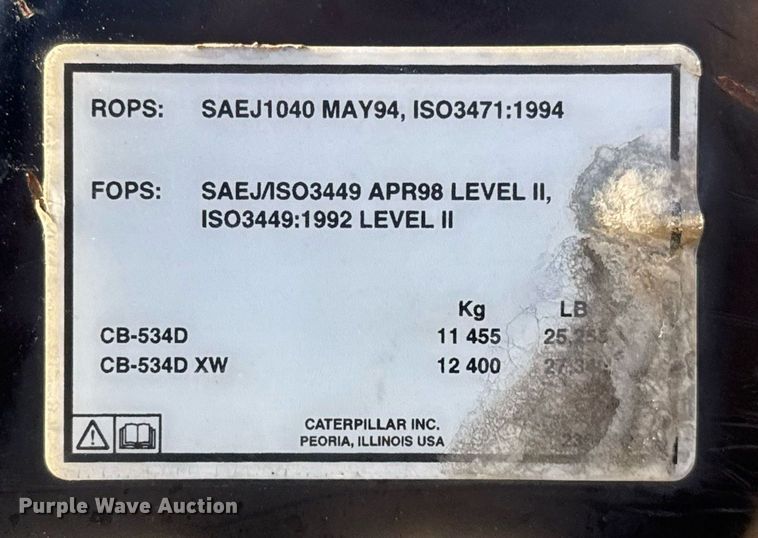 ROPS: SAEJ1040 MAY94, ISO3471:1994
FOPS: SAEJ/ISO3449 APR98 LEVEL II,
ISO3449:1992 LEVEL II
Kg LB
CB-534D 11 455 25,255
CB-534D XW 12 400
CATERPILLAR INC.
PEORIA, ILLINOIS USA
Purple Wave Auction